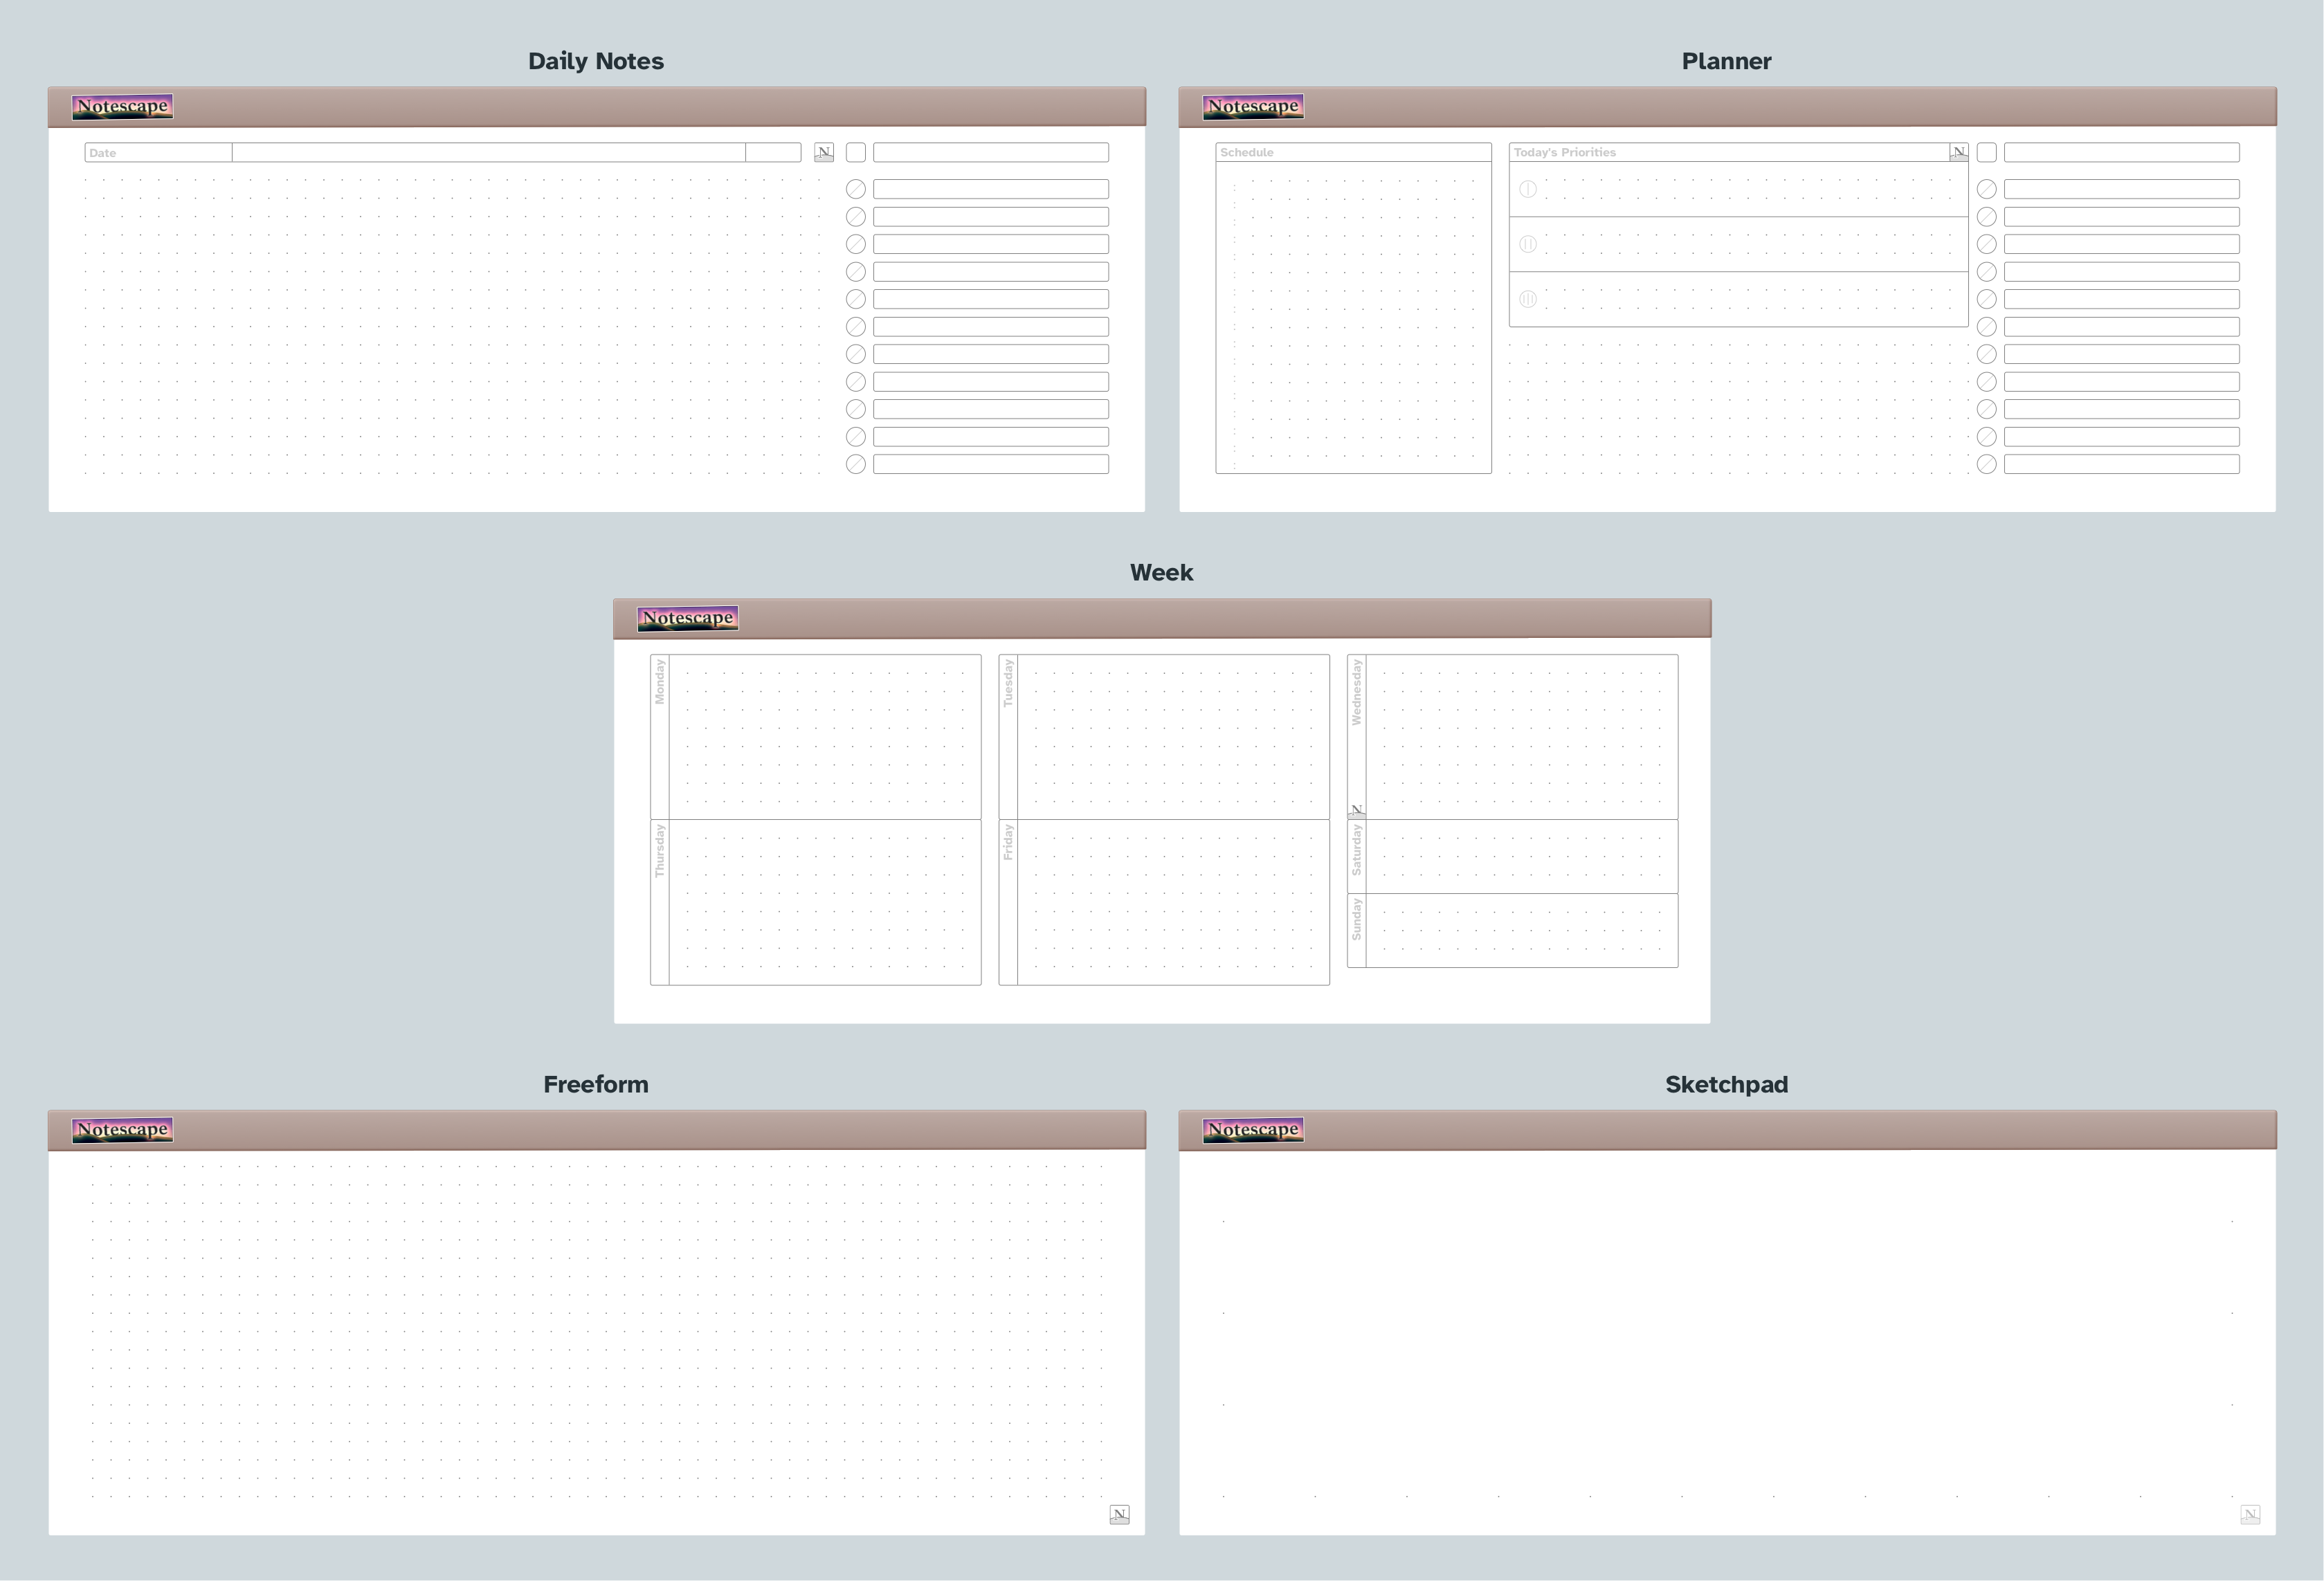 Daily Notes
Notescape
Date
N
Planner
Notescape
Schedule
Today's Priorities
N
I
II
III
Week
Notescape
Monday
Tuesday
Wednesday
N
Thursday
Friday
Saturday
Sunday
Freeform
Notescape
N
Sketchpad
Notescape
N